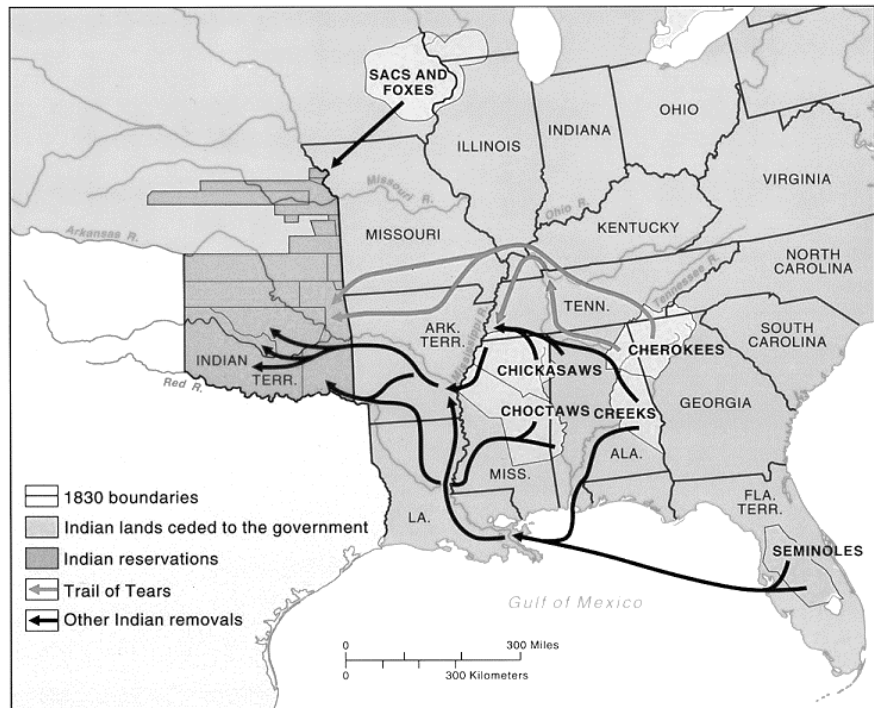 SACS AND
FOXES
ILLINOIS
INDIANA
OHIO
VIRGINIA
Missouri R.
Ohio R.
KENTUCKY
Arkansas R.
MISSOURI
NORTH
CAROLINA
Tennessee R.
TENN.
ARK.
TERR.
Mississippi R.
SOUTH
CAROLINA
CHEROKEES
INDIAN
TERR.
CHICKASAWS
Red R.
CHOCTAWS
CREEKS
GEORGIA
MISS.
ALA.
LA.
FLA.
TERR.
SEMINOLES
Gulf of Mexico
1830 boundaries
Indian lands ceded to the government
Indian reservations
Trail of Tears
Other Indian removals
0 300 Miles
0 300 Kilometers